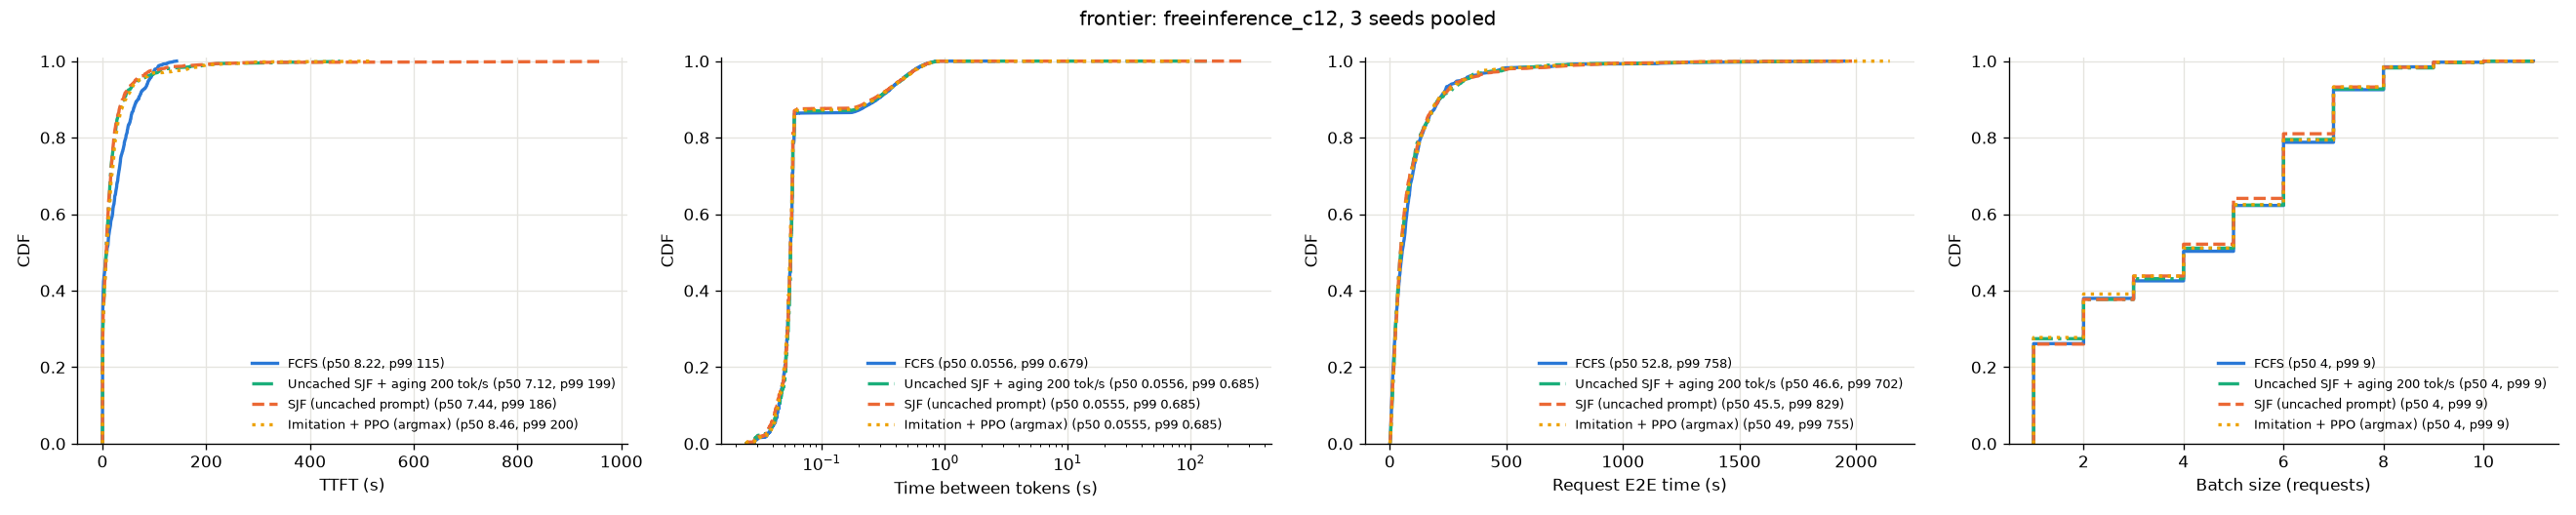 frontier: freeinference_c12, 3 seeds pooled
CDF
1.0
0.8
0.6
0.4
0.2
0.0
FCFS (p50 8.22, p99 115)
Uncached SJF + aging 200 tok/s (p50 7.12, p99 199)
SJF (uncached prompt) (p50 7.44, p99 186)
Imitation + PPO (argmax) (p50 8.46, p99 200)
0 200 400 600 800 1000
TTFT (s)
CDF
1.0
0.8
0.6
0.4
0.2
0.0
FCFS (p50 0.0556, p99 0.679)
Uncached SJF + aging 200 tok/s (p50 0.0556, p99 0.685)
SJF (uncached prompt) (p50 0.0555, p99 0.685)
Imitation + PPO (argmax) (p50 0.0555, p99 0.685)
10⁻¹ 10⁰ 10¹ 10²
Time between tokens (s)
CDF
1.0
0.8
0.6
0.4
0.2
0.0
FCFS (p50 52.8, p99 758)
Uncached SJF + aging 200 tok/s (p50 46.6, p99 702)
SJF (uncached prompt) (p50 45.5, p99 829)
Imitation + PPO (argmax) (p50 49, p99 755)
0 500 1000 1500 2000
Request E2E time (s)
CDF
1.0
0.8
0.6
0.4
0.2
0.0
FCFS (p50 4, p99 9)
Uncached SJF + aging 200 tok/s (p50 4, p99 9)
SJF (uncached prompt) (p50 4, p99 9)
Imitation + PPO (argmax) (p50 4, p99 9)
2 4 6 8 10
Batch size (requests)